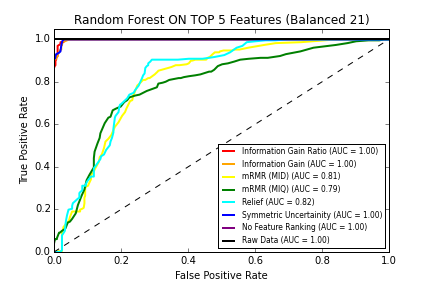 Random Forest ON TOP 5 Features (Balanced 21)
True Positive Rate
1.0
0.8
0.6
0.4
0.2
0.0
Information Gain Ratio (AUC = 1.00)
Information Gain (AUC = 1.00)
mRMR (MID) (AUC = 0.81)
mRMR (MIQ) (AUC = 0.79)
Relief (AUC = 0.82)
Symmetric Uncertainity (AUC = 1.00)
No Feature Ranking (AUC = 1.00)
Raw Data (AUC = 1.00)
0.0 0.2 0.4 0.6 0.8 1.0
False Positive Rate